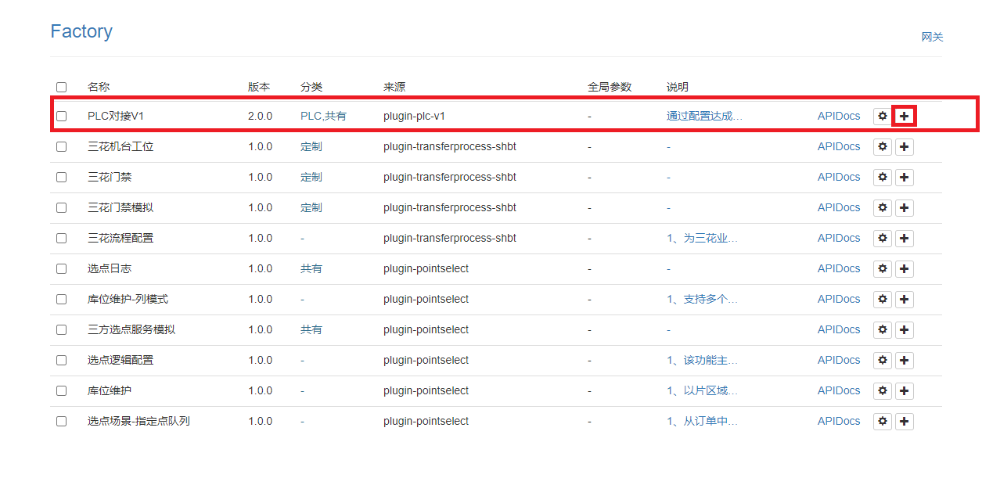 Factory
网关
名称 版本 分类 来源 全局参数 说明
PLC对接V1 2.0.0 PLC,共有 plugin-plc-v1 - 通过配置达成... APIDocs
三花机台工位 1.0.0 定制 plugin-transferprocess-shbt - - APIDocs
三花门禁 1.0.0 定制 plugin-transferprocess-shbt - - APIDocs
三花门禁模拟 1.0.0 定制 plugin-transferprocess-shbt - - APIDocs
三花流程配置 1.0.0 - plugin-transferprocess-shbt - 1、为三花业... APIDocs
选点日志 1.0.0 共有 plugin-pointselect - - APIDocs
库位维护-列模式 1.0.0 - plugin-pointselect - 1、支持多个... APIDocs
三方选点服务模拟 1.0.0 共有 plugin-pointselect - - APIDocs
选点逻辑配置 1.0.0 - plugin-pointselect - 1、该功能主... APIDocs
库位维护 1.0.0 - plugin-pointselect - 1、以片区域... APIDocs
选点场景-指定点队列 1.0.0 - plugin-pointselect - 1、从订单中... APIDocs